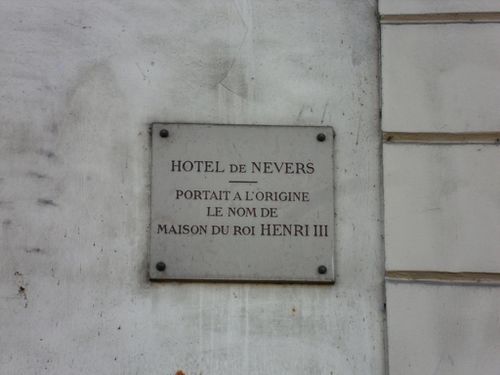 HOTEL DE NEVERS
PORTAIT A L'ORIGINE
LE NOM DE
MAISON DU ROI HENRI III